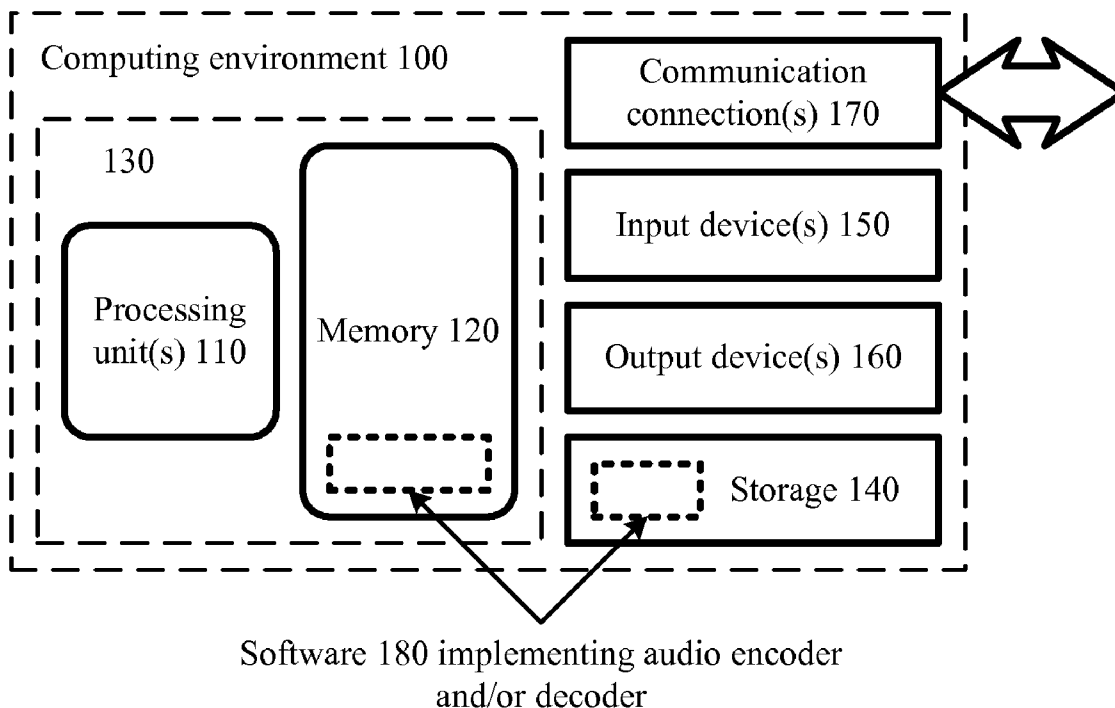 Computing environment 100
130
Processing
unit(s) 110
Memory 120
Communication
connection(s) 170
Input device(s) 150
Output device(s) 160
Storage 140
Software 180 implementing audio encoder
and/or decoder